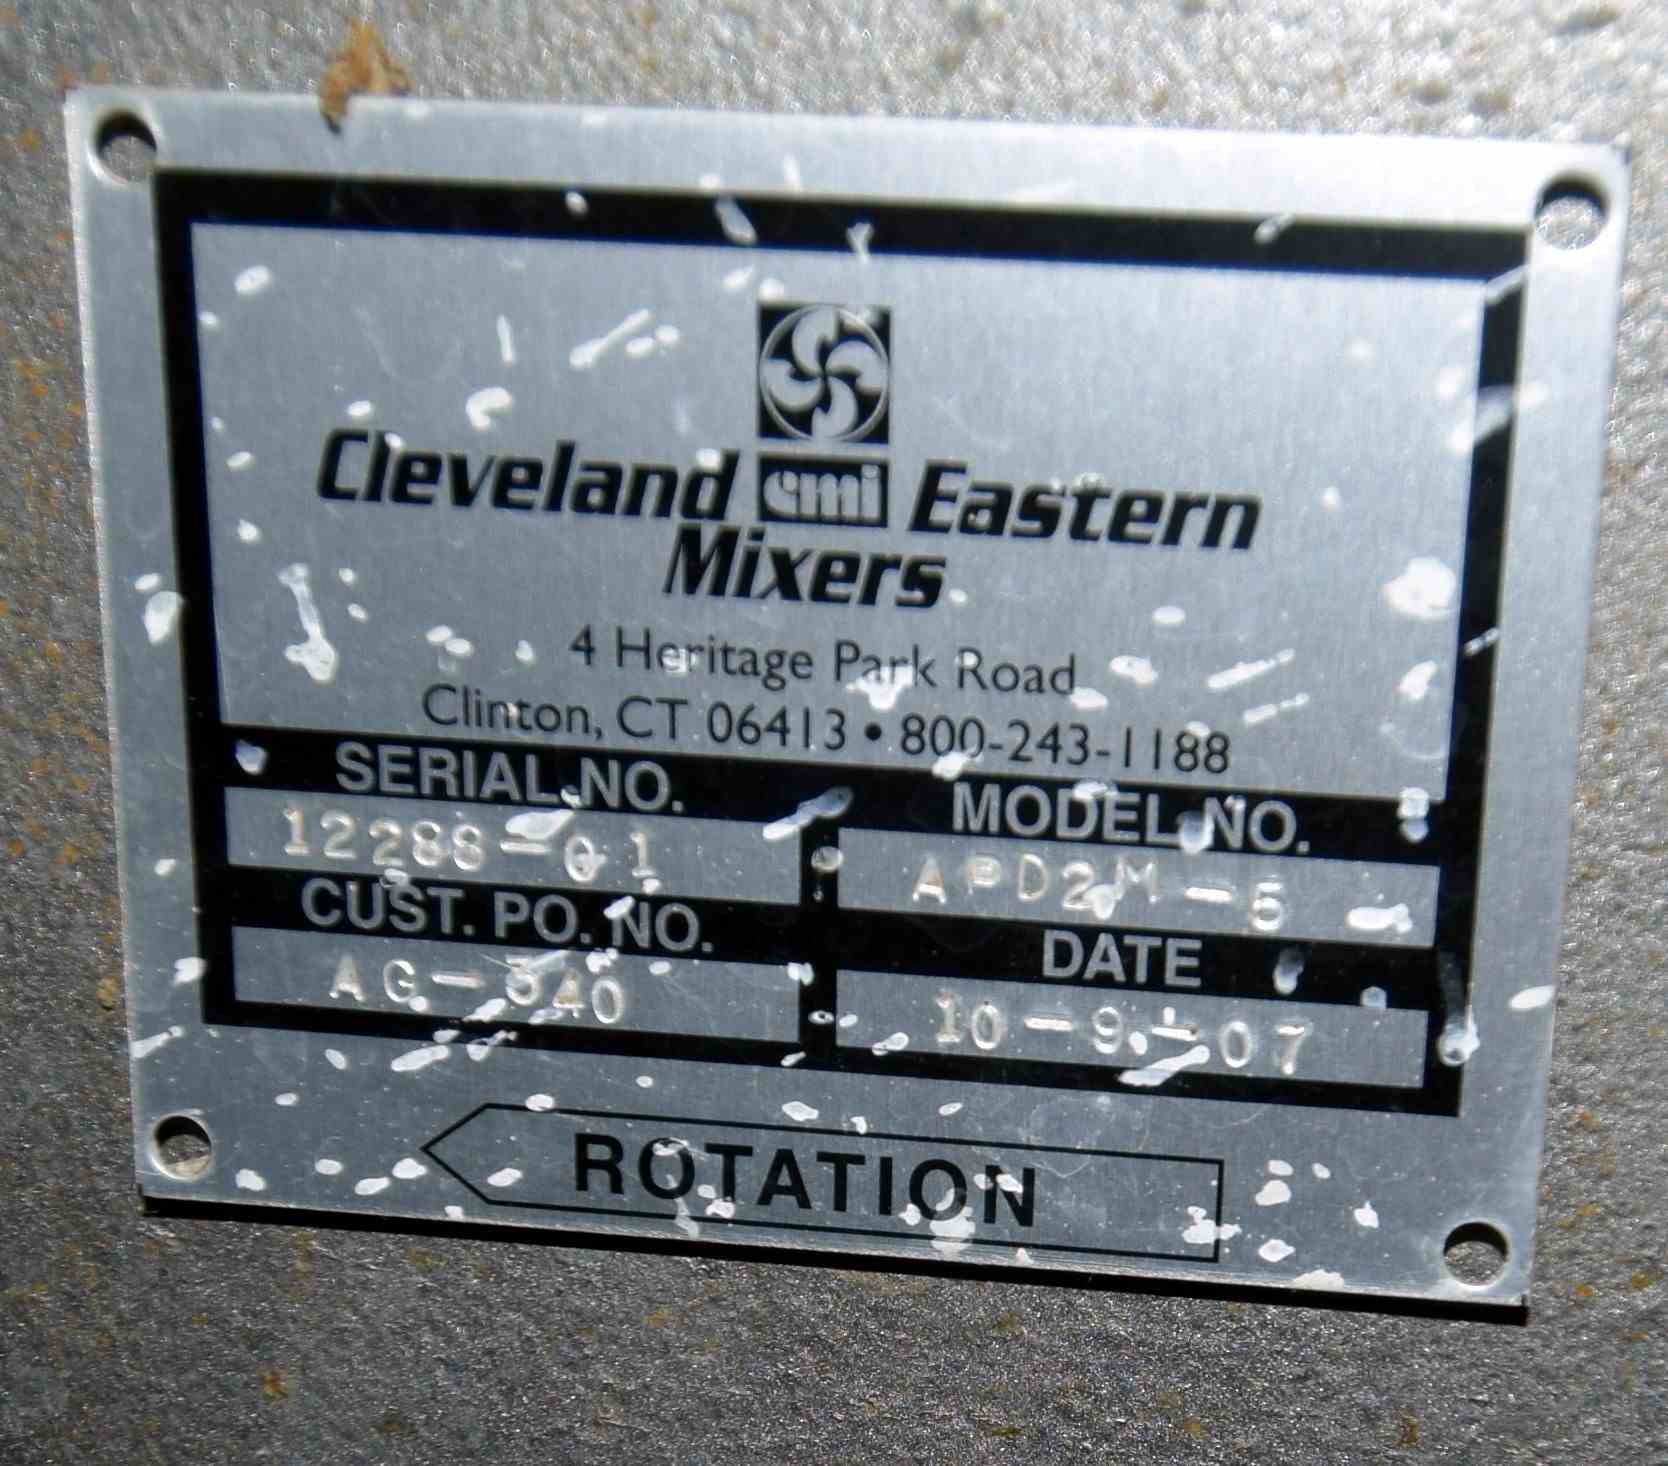 Cleveland cmi Eastern
Mixers
4 Heritage Park Road
Clinton, CT 06413 • 800-243-1188
SERIAL NO. MODEL NO.
12288-01 APD2M-5
CUST. PO. NO. DATE
AG-340 10-9-07
ROTATION